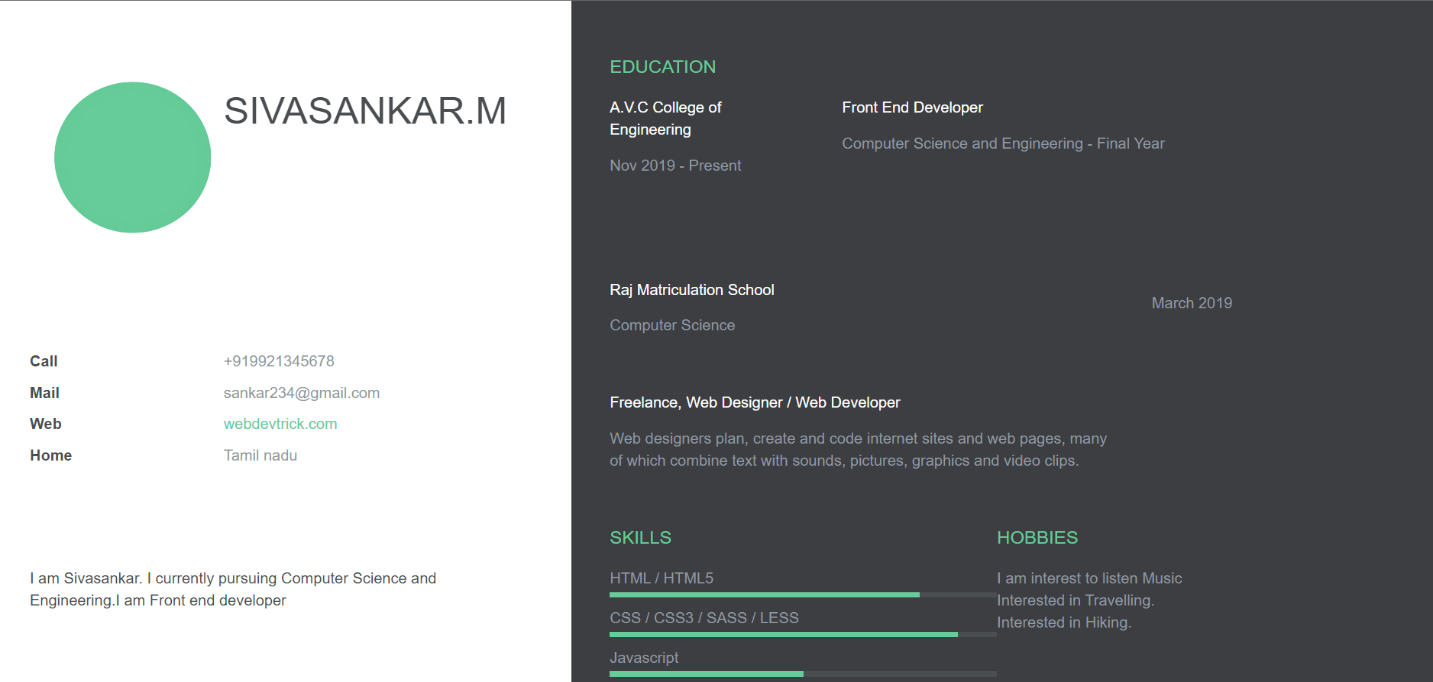 SIVASANKAR.M
Call +919921345678
Mail sankar234@gmail.com
Web webdevtrick.com
Home Tamil nadu
I am Sivasankar. I currently pursuing Computer Science and
Engineering.I am Front end developer
EDUCATION
A.V.C College of
Engineering
Nov 2019 - Present
Front End Developer
Computer Science and Engineering - Final Year
Raj Matriculation School
Computer Science
March 2019
Freelance, Web Designer / Web Developer
Web designers plan, create and code internet sites and web pages, many
of which combine text with sounds, pictures, graphics and video clips.
SKILLS
HTML / HTML5
CSS / CSS3 / SASS / LESS
Javascript
HOBBIES
I am interest to listen Music
Interested in Travelling.
Interested in Hiking.